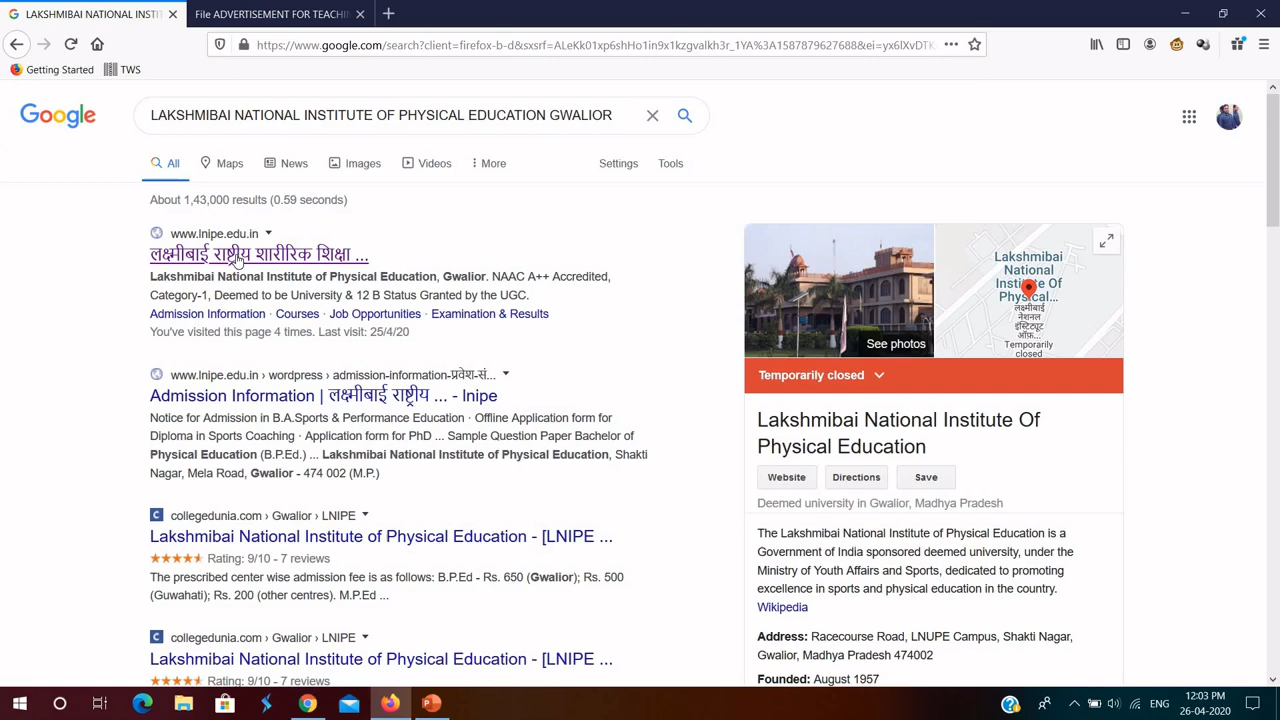 LAKSHMIBAI NATIONAL INSTI
File ADVERTISEMENT FOR TEACHIN
https://www.google.com/search?client=firefox-b-d&sxsrf=ALeKk01xp6shHo1in9x1kzgvalkh3r_1YA%3A1587879627688&ei=yx6lXvDTK
Getting Started
TWS
Google
LAKSHMIBAI NATIONAL INSTITUTE OF PHYSICAL EDUCATION GWALIOR
All
Maps
News
Images
Videos
More
Settings
Tools
About 1,43,000 results (0.59 seconds)
www.lnipe.edu.in
लक्ष्मीबाई राष्ट्रीय शारीरिक शिक्षा ...
Lakshmibai National Institute of Physical Education, Gwalior. NAAC A++ Accredited,
Category-1, Deemed to be University & 12 B Status Granted by the UGC.
Admission Information · Courses · Job Opportunities · Examination & Results
You've visited this page 4 times. Last visit: 25/4/20
www.lnipe.edu.in › wordpress › admission-information-प्रवेश-सं...
Admission Information | लक्ष्मीबाई राष्ट्रीय ... - lnipe
Notice for Admission in B.A.Sports & Performance Education · Offline Application form for
Diploma in Sports Coaching · Application form for PhD ... Sample Question Paper Bachelor of
Physical Education (B.P.Ed.) ... Lakshmibai National Institute of Physical Education, Shakti
Nagar, Mela Road, Gwalior - 474 002 (M.P.)
collegedunia.com › Gwalior › LNIPE
Lakshmibai National Institute of Physical Education - [LNIPE ...
Rating: 9/10 - 7 reviews
The prescribed center wise admission fee is as follows: B.P.Ed - Rs. 650 (Gwalior); Rs. 500
(Guwahati); Rs. 200 (other centres). M.P.Ed ...
collegedunia.com › Gwalior › LNIPE
Lakshmibai National Institute of Physical Education - [LNIPE ...
Rating: 9/10 - 7 reviews
See photos
Lakshmibai
National
Institute Of
Physical...
लक्ष्मीबाई
नेशनल
इंस्टिट्यूट
ऑफ़...
Temporarily
closed
Temporarily closed
Lakshmibai National Institute Of
Physical Education
Website
Directions
Save
Deemed university in Gwalior, Madhya Pradesh
The Lakshmibai National Institute of Physical Education is a
Government of India sponsored deemed university, under the
Ministry of Youth Affairs and Sports, dedicated to promoting
excellence in sports and physical education in the country.
Wikipedia
Address: Racecourse Road, LNUPE Campus, Shakti Nagar,
Gwalior, Madhya Pradesh 474002
Founded: August 1957
ENG
12:03 PM
26-04-2020